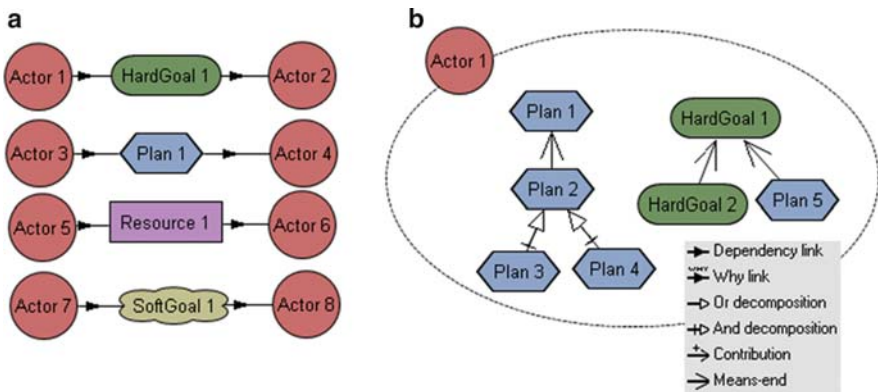 a
Actor 1 HardGoal 1 Actor 2
Actor 3 Plan 1 Actor 4
Actor 5 Resource 1 Actor 6
Actor 7 SoftGoal 1 Actor 8
b
Actor 1
Plan 1 HardGoal 1
Plan 2 HardGoal 2 Plan 5
Plan 3 Plan 4
Dependency link
WHY Why link
Or decomposition
And decomposition
+ Contribution
Means-end